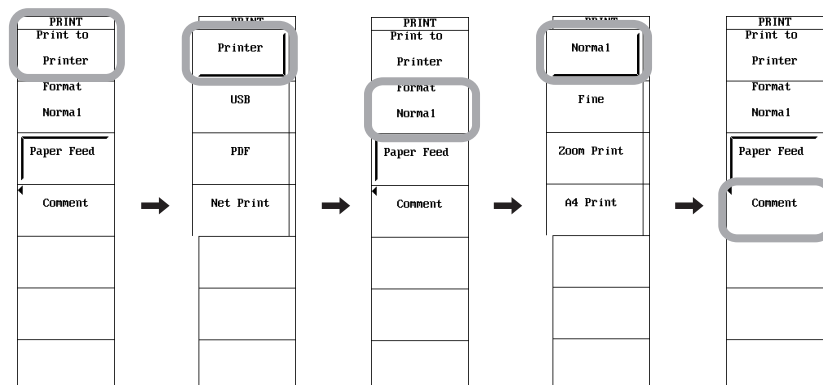 PRINT
Print to
Printer
Format
Normal
Paper Feed
Comment
PRINT
Printer
USB
PDF
Net Print
PRINT
Print to
Printer
Format
Normal
Paper Feed
Comment
PRINT
Normal
Fine
Zoom Print
A4 Print
PRINT
Print to
Printer
Format
Normal
Paper Feed
Comment